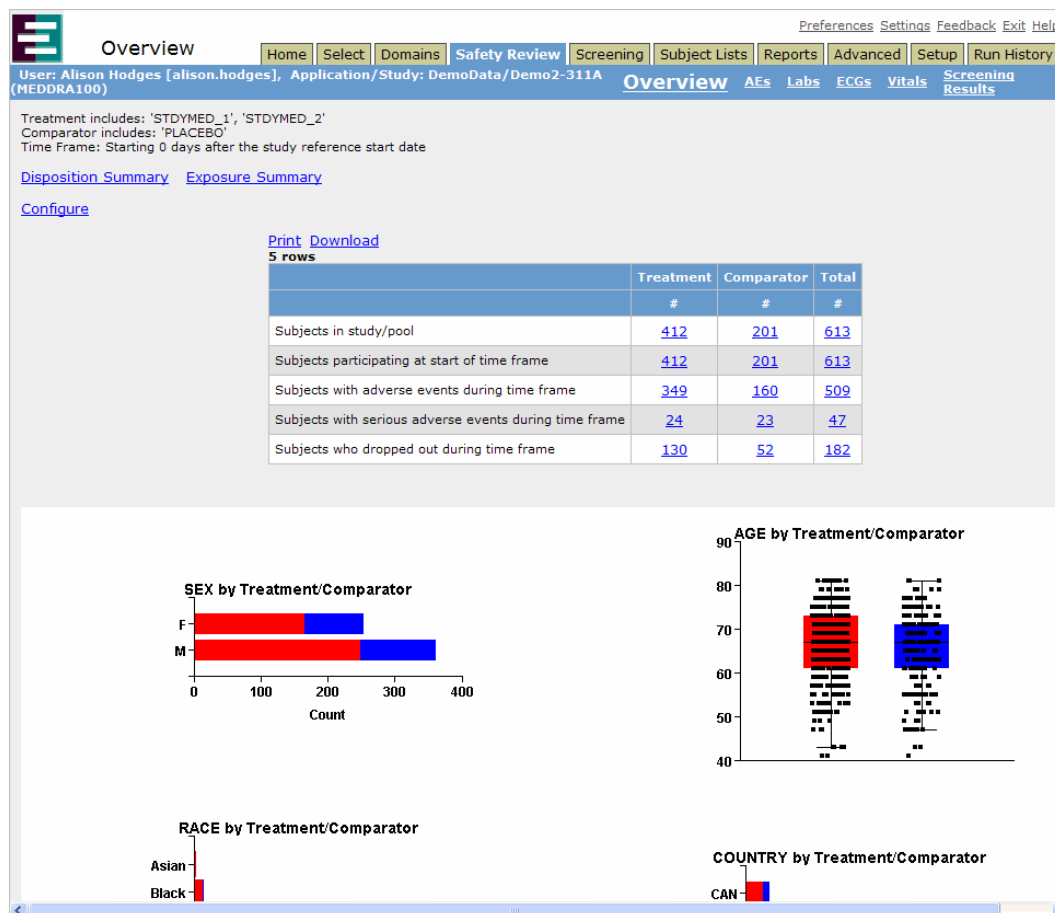 Preferences Settings Feedback Exit Help
Overview
Home Select Domains Safety Review Screening Subject Lists Reports Advanced Setup Run History
User: Alison Hodges [alison.hodges], Application/Study: DemoData/Demo2-311A
(MEDDRA100)
Overview AEs Labs ECGs Vitals Screening
Results
Treatment includes: 'STDYMED_1', 'STDYMED_2'
Comparator includes: 'PLACEBO'
Time Frame: Starting 0 days after the study reference start date
Disposition Summary Exposure Summary
Configure
Print Download
5 rows
Treatment Comparator Total
# # #
Subjects in study/pool 412 201 613
Subjects participating at start of time frame 412 201 613
Subjects with adverse events during time frame 349 160 509
Subjects with serious adverse events during time frame 24 23 47
Subjects who dropped out during time frame 130 52 182
SEX by Treatment/Comparator
F
M
0 100 200 300 400
Count
AGE by Treatment/Comparator
90
80
70
60
50
40
RACE by Treatment/Comparator
Asian
Black
COUNTRY by Treatment/Comparator
CAN